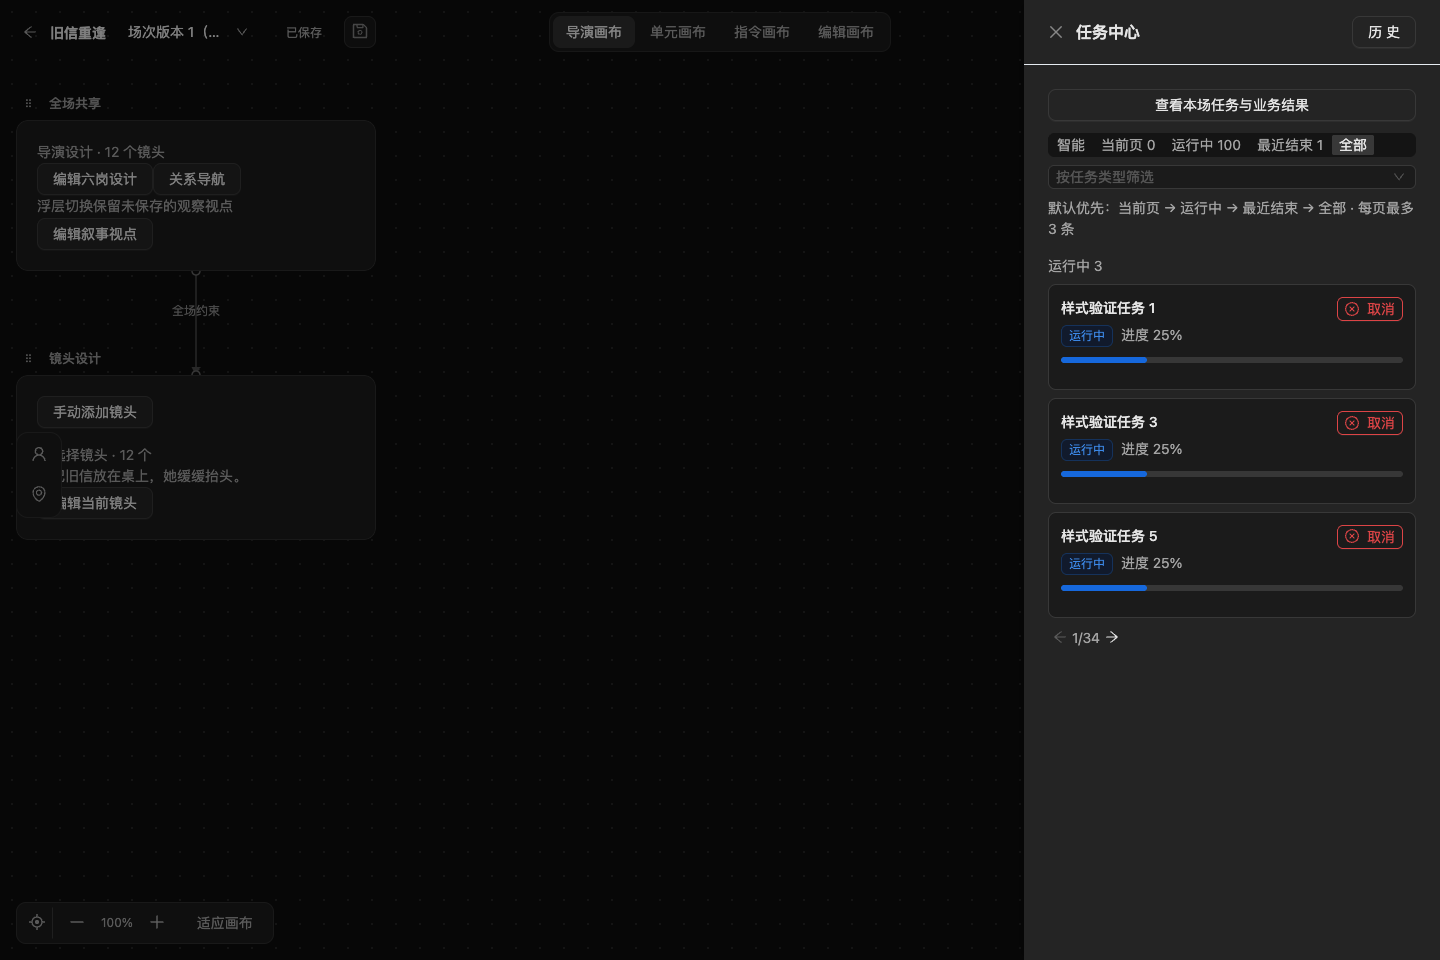 旧信重逢 场次版本 1（... 已保存
导演画布 单元画布 指令画布 编辑画布
全场共享
导演设计 · 12 个镜头
编辑六岗设计 关系导航
浮层切换保留未保存的观察视点
编辑叙事视点
全场约束
镜头设计
手动添加镜头
选择镜头 · 12 个
旧信放在桌上，她缓缓抬头。
编辑当前镜头
100% 适应画布
任务中心 历 史
查看本场任务与业务结果
智能 当前页 0 运行中 100 最近结束 1 全部
按任务类型筛选
默认优先：当前页 → 运行中 → 最近结束 → 全部 · 每页最多
3 条
运行中 3
样式验证任务 1 取消
运行中 进度 25%
样式验证任务 3 取消
运行中 进度 25%
样式验证任务 5 取消
运行中 进度 25%
1/34